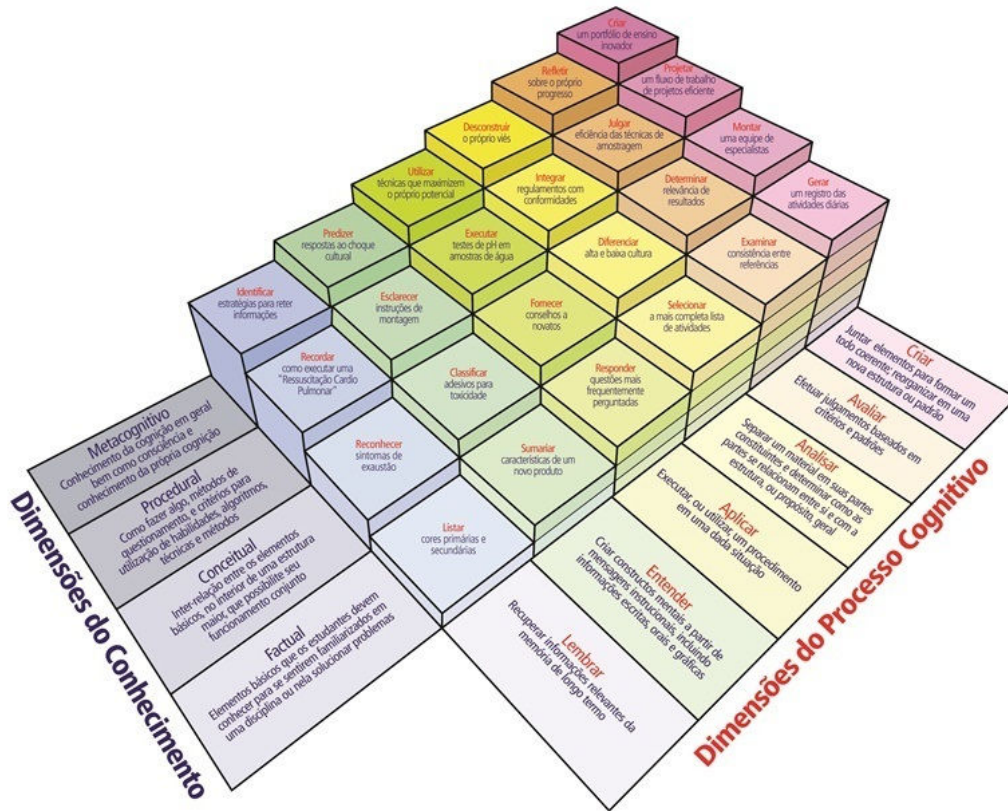 Criar
um portfólio de ensino
inovador
Refletir
sobre o próprio
progresso
Projetar
um fluxo de trabalho
de projetos eficiente
Desconstruir
o próprio viés
Julgar
eficiência das técnicas de
amostragem
Montar
uma equipe de
especialistas
Utilizar
técnicas que maximizem
o próprio potencial
Integrar
regulamentos com
conformidades
Determinar
relevância de
resultados
Gerar
um registro das
atividades diárias
Predizer
respostas ao choque
cultural
Executar
testes de pH em
amostras de água
Diferenciar
alta e baixa cultura
Examinar
consistência entre
referências
Identificar
estratégias para reter
informações
Esclarecer
instruções de
montagem
Fornecer
conselhos a
novatos
Selecionar
a mais completa lista
de atividades
Recordar
como executar uma
"Ressuscitação Cardio
Pulmonar"
Classificar
adesivos para
toxicidade
Responder
questões mais
frequentemente
perguntadas
Reconhecer
sintomas de
exaustão
Sumariar
características de um
novo produto
Listar
cores primárias e
secundárias
Dimensões do Conhecimento
Metacognitivo
Conhecimento da cognição em geral
bem como consciência e
conhecimento da própria cognição
Procedural
Como fazer algo, métodos de
questionamento, e critérios para
utilização de habilidades, algoritmos,
técnicas e métodos
Conceitual
Inter-relação entre os elementos
básicos, no interior de uma estrutura
maior, que possibilite seu
funcionamento conjunto
Factual
Elementos básicos que os estudantes devem
conhecer para se sentirem familiarizados em
uma disciplina ou nela solucionar problemas
Dimensões do Processo Cognitivo
Lembrar
Recuperar informações relevantes da
memória de longo termo
Entender
Criar constructos mentais a partir de
mensagens instrucionais, incluindo
informações escritas, orais e gráficas
Aplicar
Executar, ou utilizar, um procedimento
em uma dada situação
Analisar
Separar um material em suas partes
constituintes e determinar como as
partes se relacionam entre si e com a
estrutura, ou propósito, geral
Avaliar
Efetuar julgamentos baseados em
critérios e padrões
Criar
Juntar elementos para formar um
todo coerente; reorganizar em uma
nova estrutura ou padrão